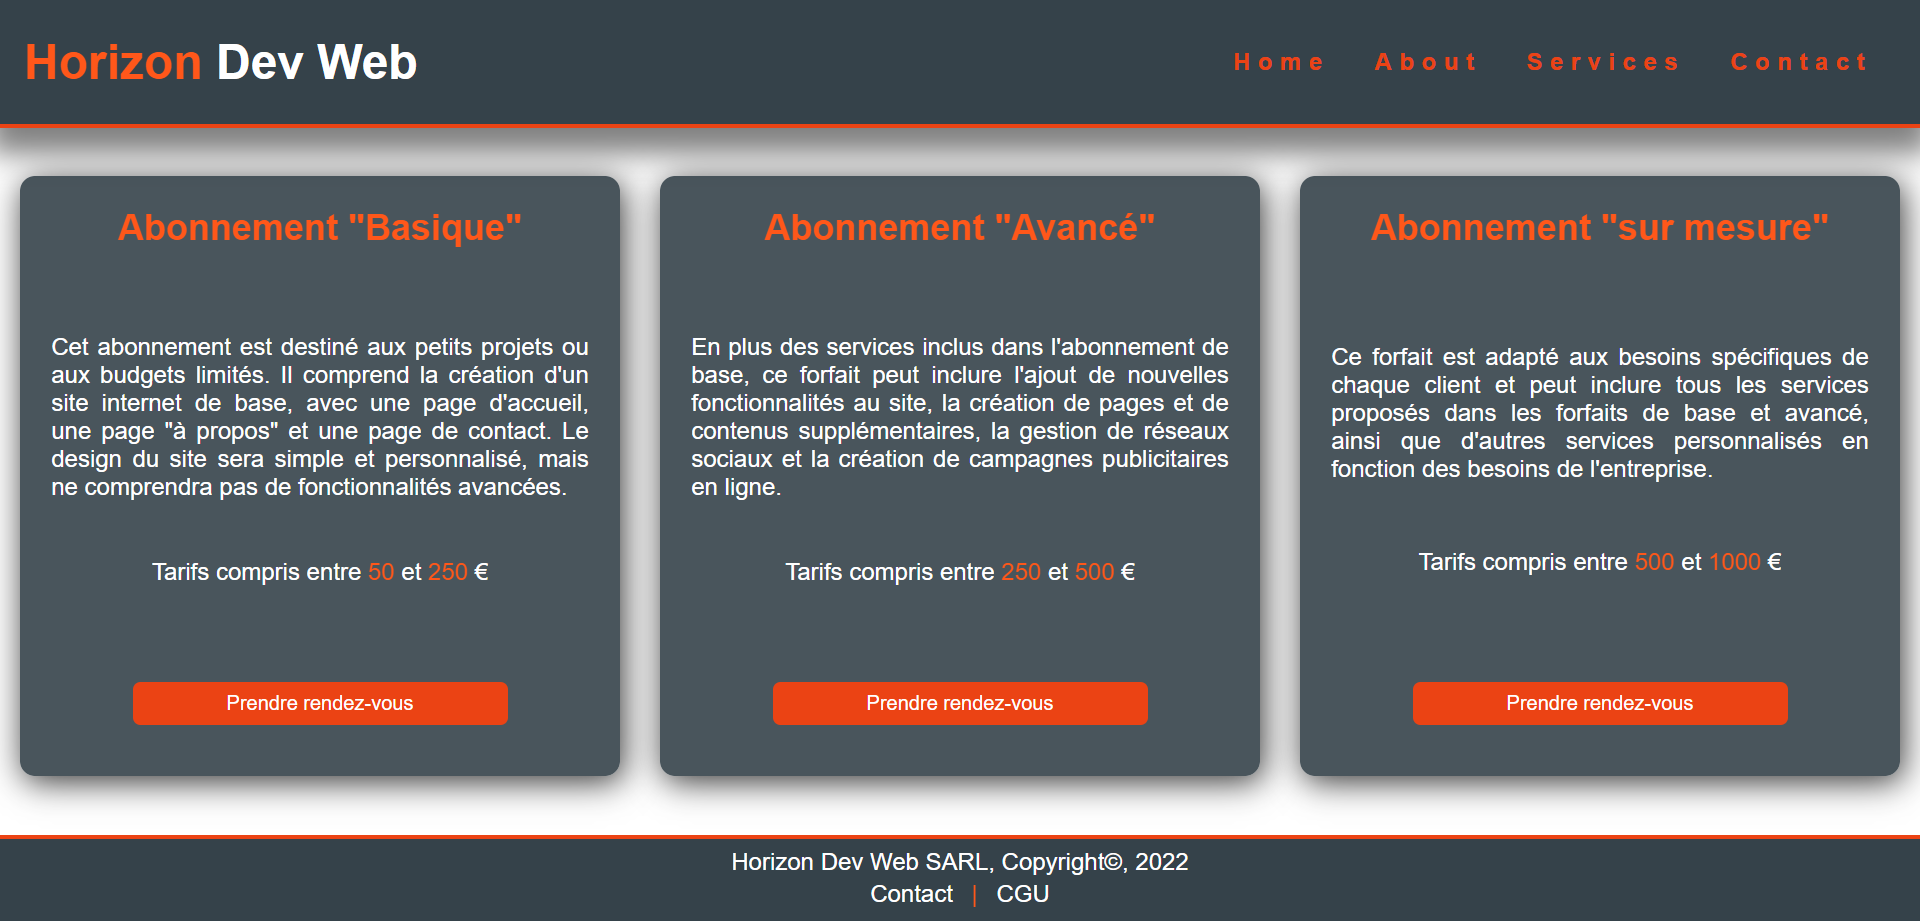 Horizon Dev Web
Home About Services Contact
Abonnement "Basique"
Cet abonnement est destiné aux petits projets ou
aux budgets limités. Il comprend la création d'un
site internet de base, avec une page d'accueil,
une page "à propos" et une page de contact. Le
design du site sera simple et personnalisé, mais
ne comprendra pas de fonctionnalités avancées.
Tarifs compris entre 50 et 250 €
Prendre rendez-vous
Abonnement "Avancé"
En plus des services inclus dans l'abonnement de
base, ce forfait peut inclure l'ajout de nouvelles
fonctionnalités au site, la création de pages et de
contenus supplémentaires, la gestion de réseaux
sociaux et la création de campagnes publicitaires
en ligne.
Tarifs compris entre 250 et 500 €
Prendre rendez-vous
Abonnement "sur mesure"
Ce forfait est adapté aux besoins spécifiques de
chaque client et peut inclure tous les services
proposés dans les forfaits de base et avancé,
ainsi que d'autres services personnalisés en
fonction des besoins de l'entreprise.
Tarifs compris entre 500 et 1000 €
Prendre rendez-vous
Horizon Dev Web SARL, Copyright©, 2022
Contact | CGU